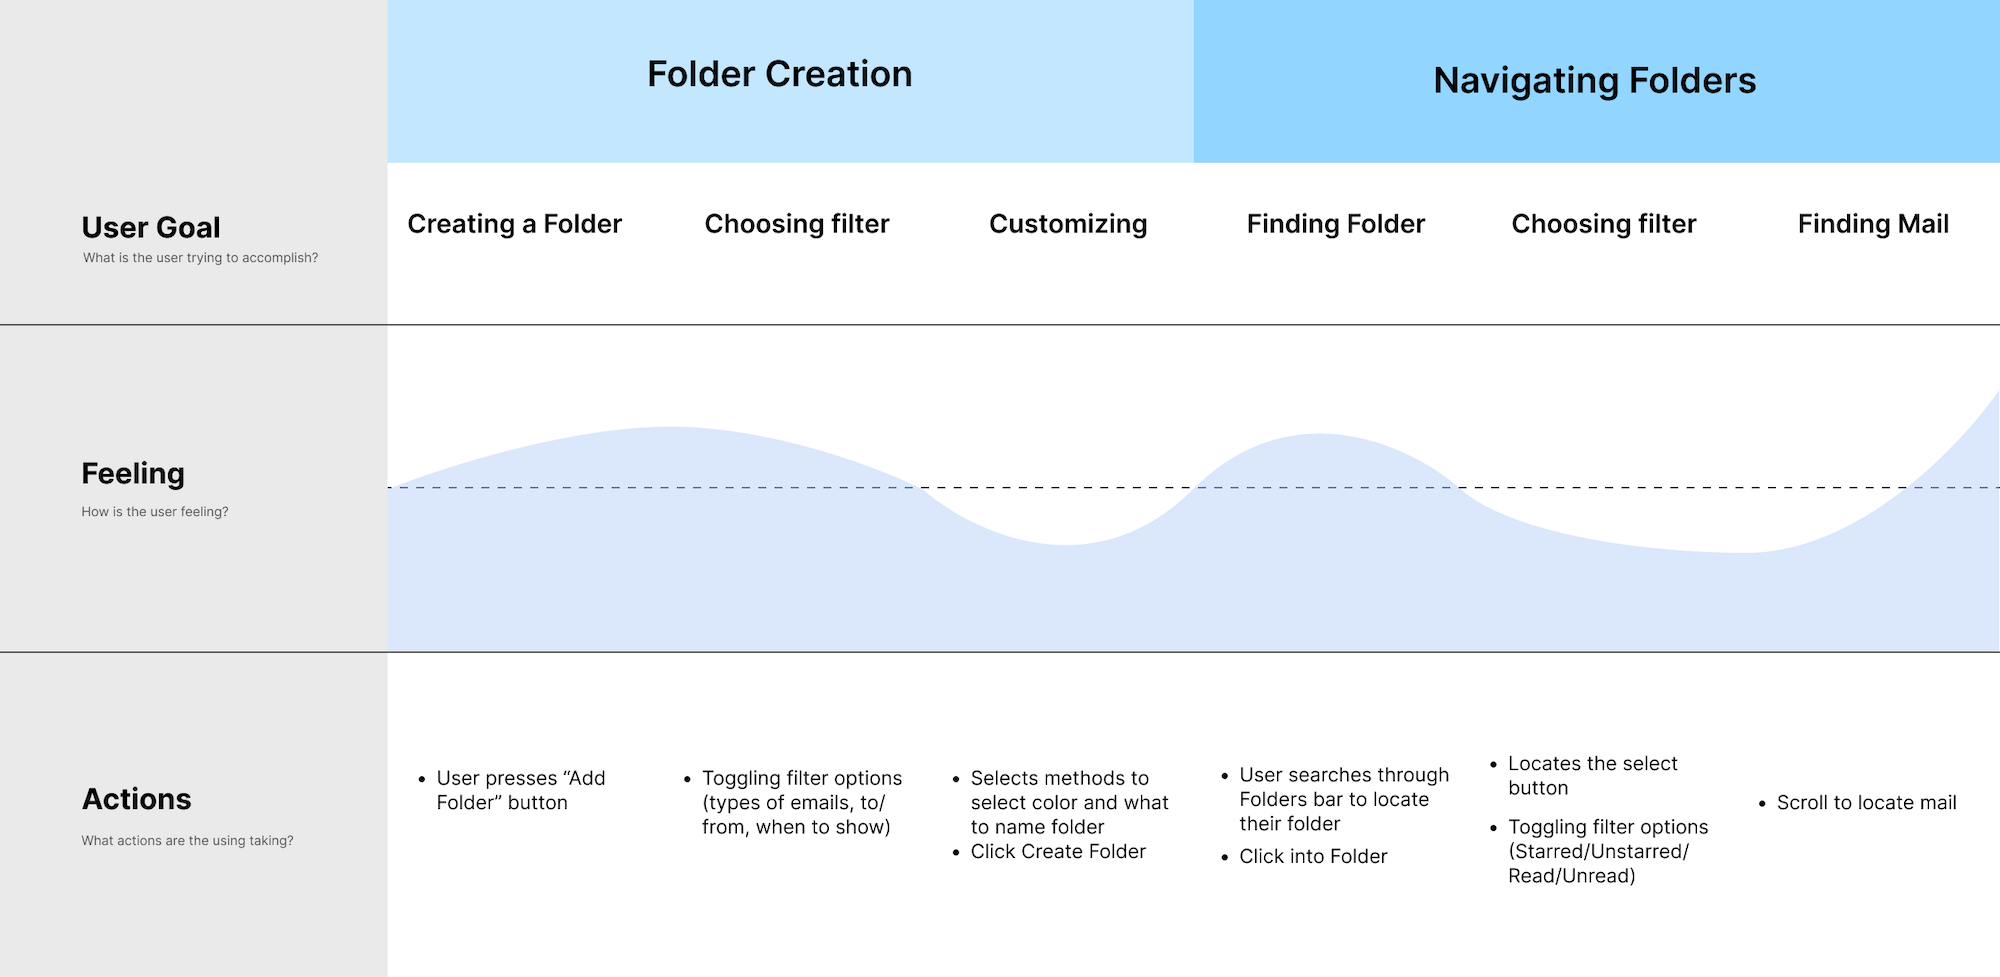 Folder Creation
Navigating Folders
User Goal
What is the user trying to accomplish?
Creating a Folder
Choosing filter
Customizing
Finding Folder
Choosing filter
Finding Mail
Feeling
How is the user feeling?
Actions
What actions are the using taking?
• User presses “Add
Folder” button
• Toggling filter options
(types of emails, to/
from, when to show)
• Selects methods to
select color and what
to name folder
• Click Create Folder
• User searches through
Folders bar to locate
their folder
• Click into Folder
• Locates the select
button
• Toggling filter options
(Starred/Unstarred/
Read/Unread)
• Scroll to locate mail